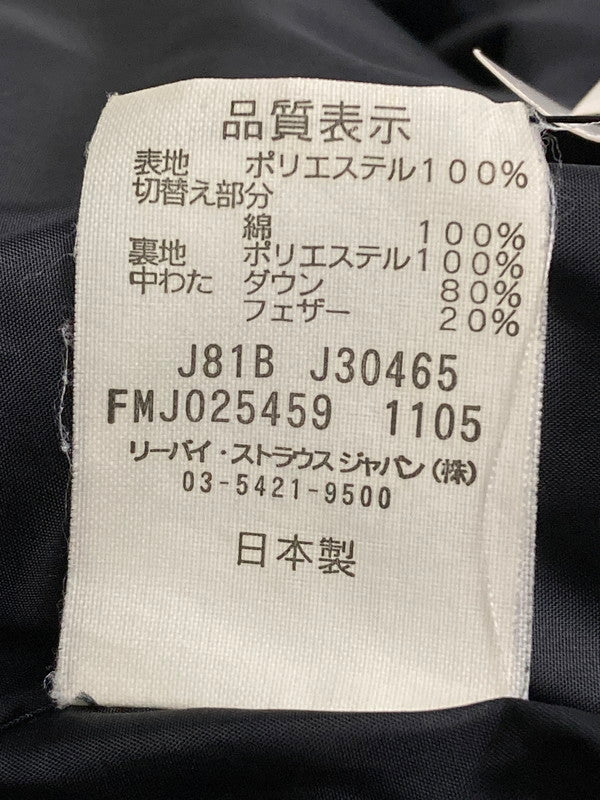 品質表示
表地 ポリエステル100%
切替え部分
綿 100%
裏地 ポリエステル100%
中わた ダウン 80%
フェザー 20%
J81B J30465
FMJ025459 1105
リーバイ・ストラウス ジャパン(株)
03-5421-9500
日本製